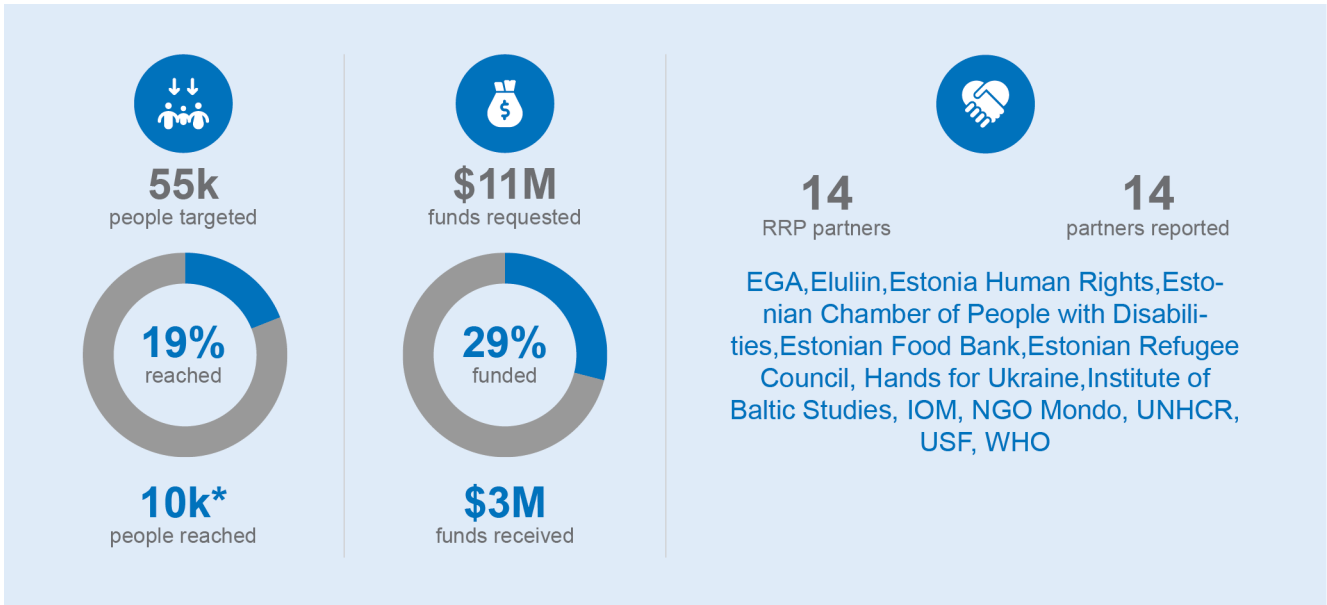 55k
people targeted
19%
reached
10k*
people reached
$
$11M
funds requested
29%
funded
$3M
funds received
14
RRP partners
14
partners reported
EGA,Eluliin,Estonia Human Rights,Esto-
nian Chamber of People with Disabili-
ties,Estonian Food Bank,Estonian Refugee
Council, Hands for Ukraine,Institute of
Baltic Studies, IOM, NGO Mondo, UNHCR,
USF, WHO